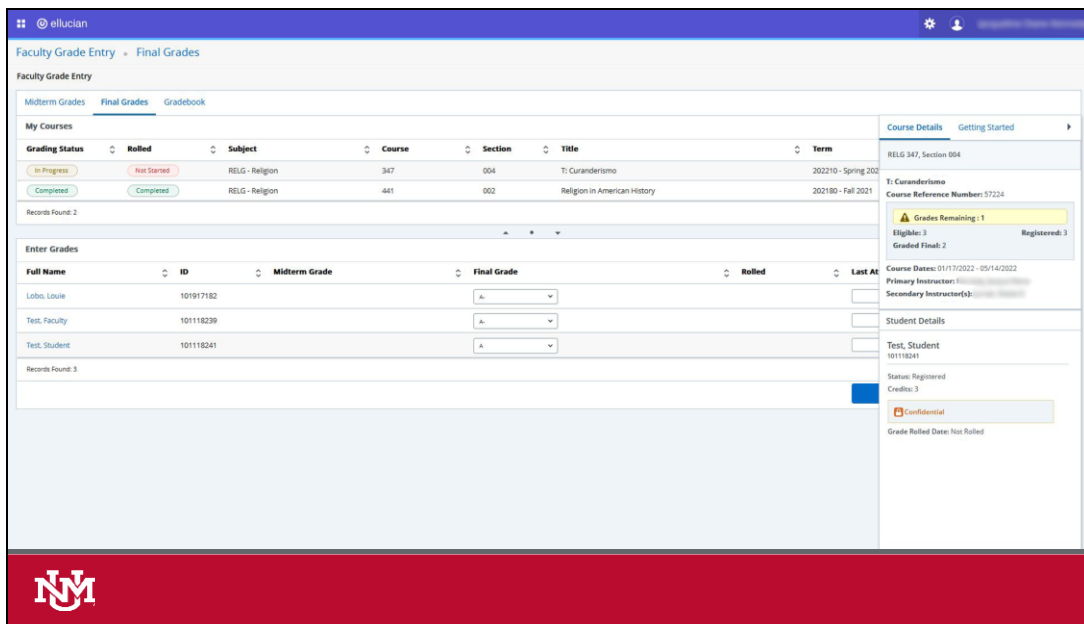 ellucian
Faculty Grade Entry • Final Grades
Faculty Grade Entry
Midterm Grades Final Grades Gradebook
My Courses
Grading Status Rolled Subject Course Section Title Term
In Progress Not Started RELG - Religion 347 004 T: Curanderismo 202210 - Spring 202
Completed Completed RELG - Religion 441 002 Religion in American History 202180 - Fall 2021
Records Found: 2
Enter Grades
Full Name ID Midterm Grade Final Grade Rolled Last At
Lobo, Louie 101917182 A-
Test, Faculty 101118239 A-
Test, Student 101118241 A
Records Found: 3
Course Details Getting Started
RELG 347, Section 004
T: Curanderismo
Course Reference Number: 57224
Grades Remaining : 1
Eligible: 3 Registered: 3
Graded Final: 2
Course Dates: 01/17/2022 - 05/14/2022
Primary Instructor:
Secondary Instructor(s):
Student Details
Test, Student
101118241
Status: Registered
Credits: 3
Confidential
Grade Rolled Date: Not Rolled
UNM